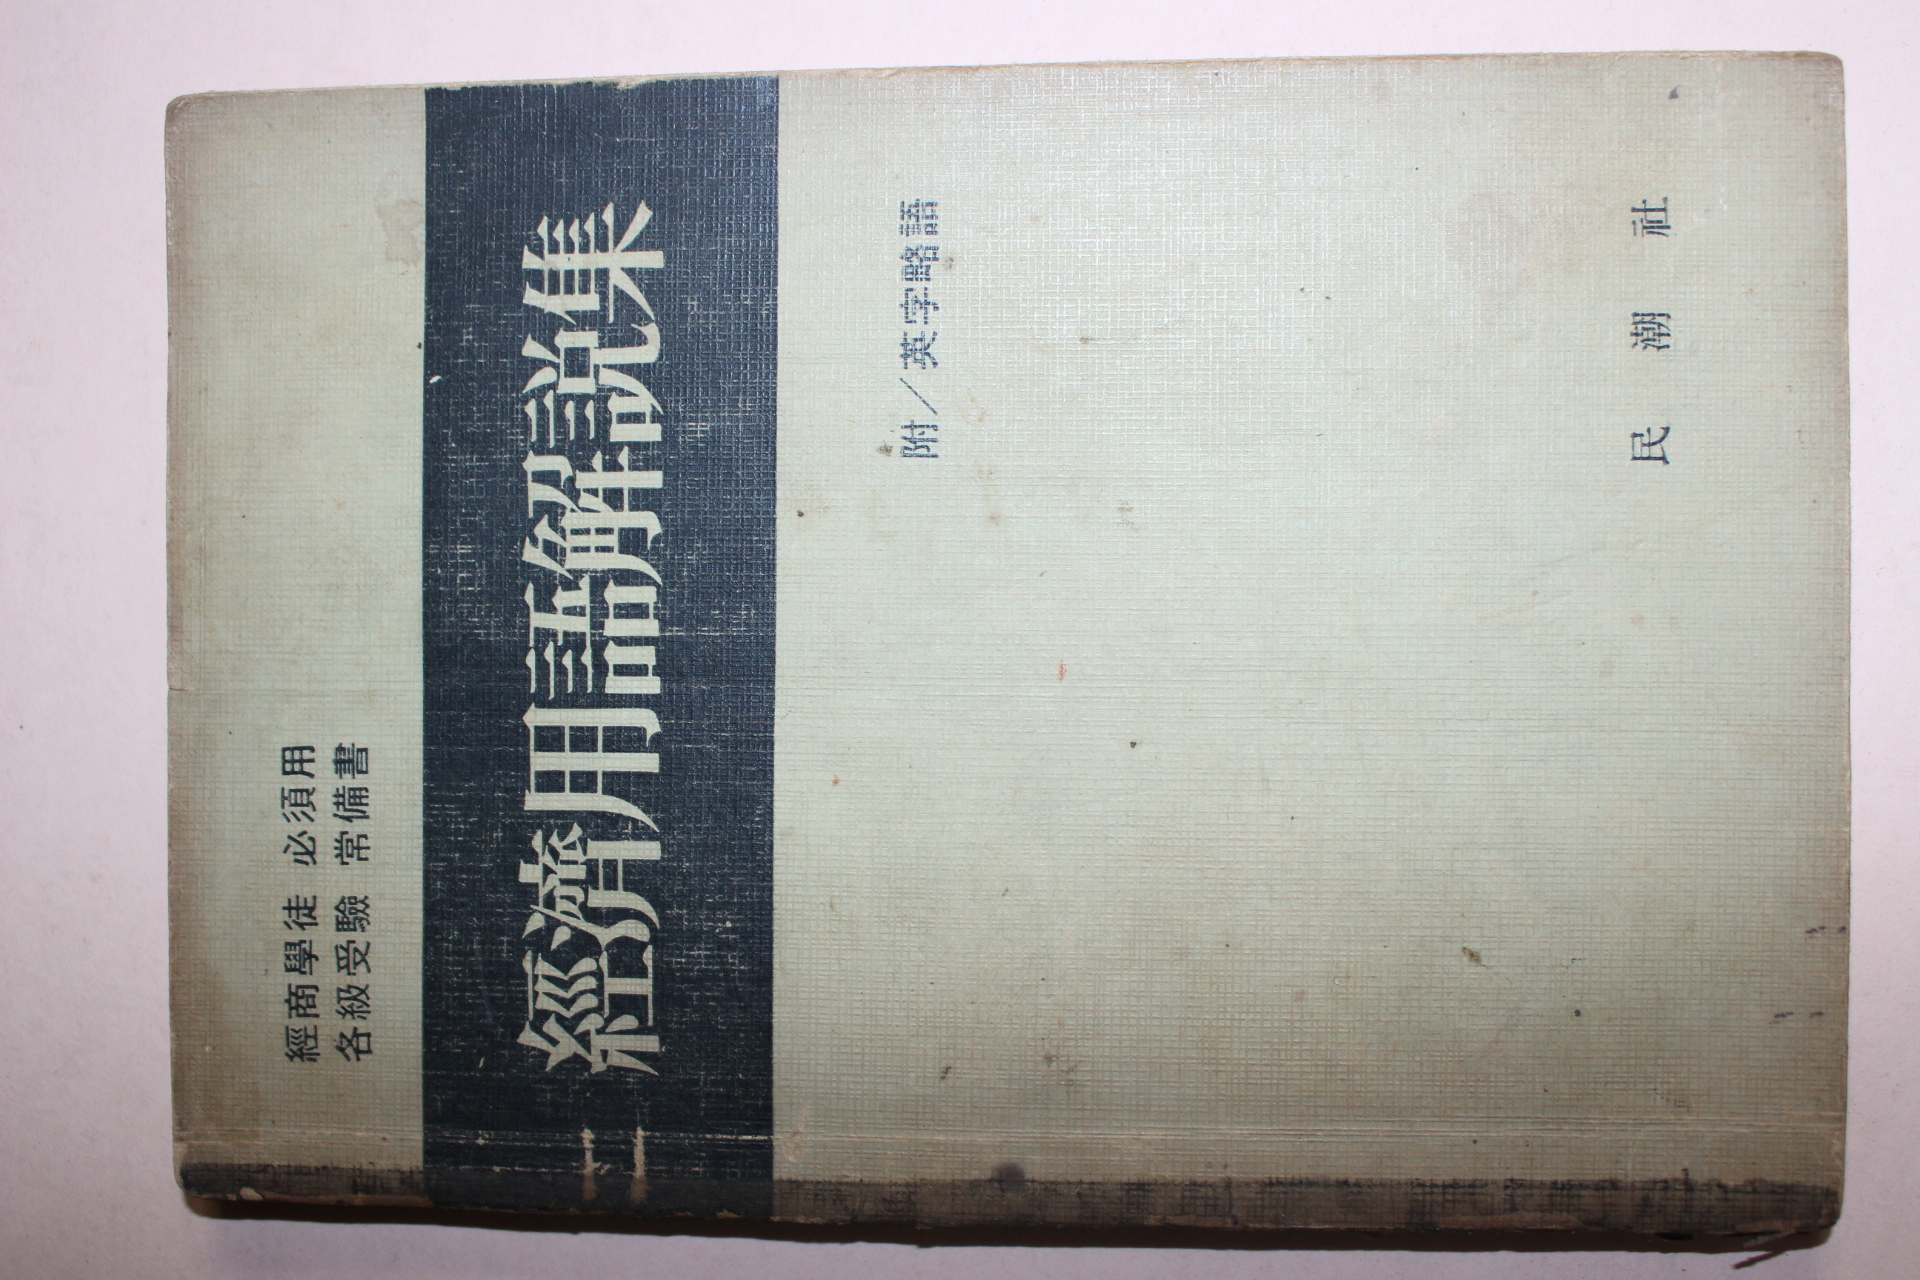 經商學徒 必須用
各級受驗 常備書
經濟用語解說集
附/英字略語
民潮社